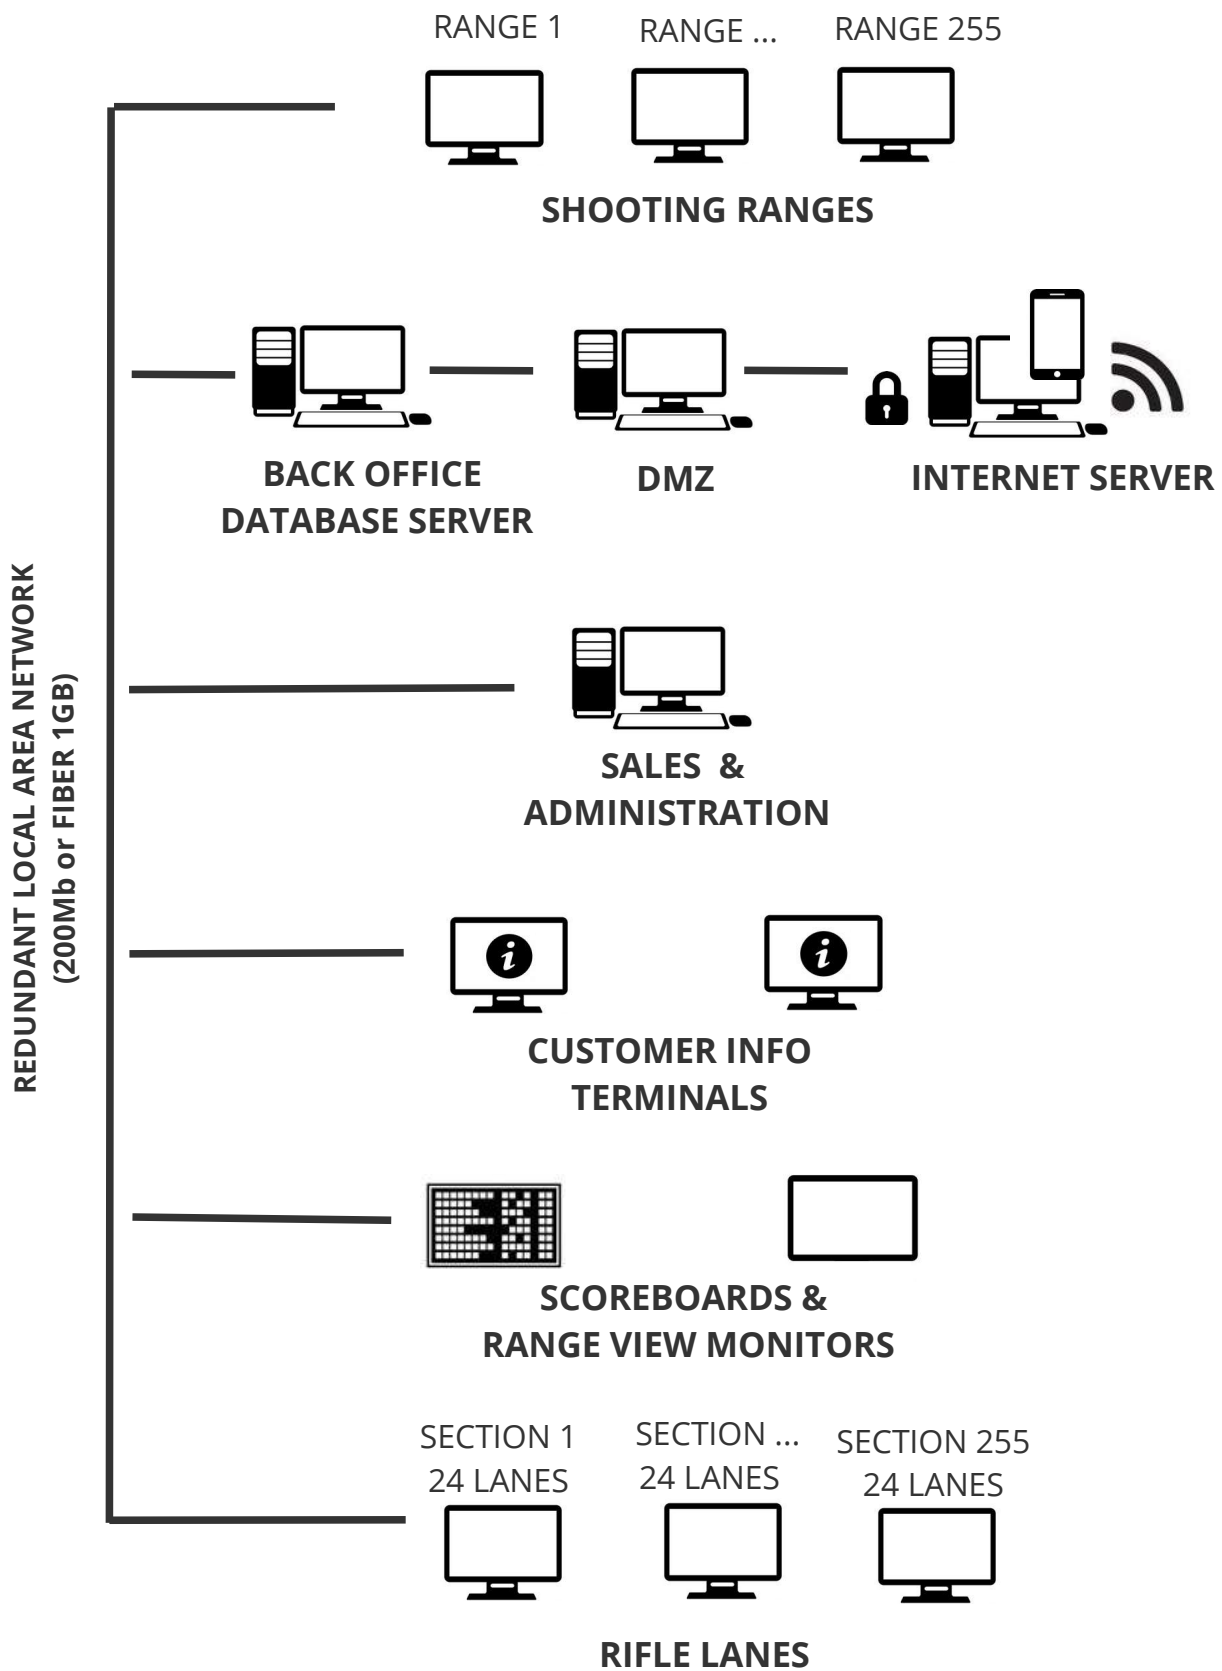 RANGE 1
RANGE ...
RANGE 255
SHOOTING RANGES
BACK OFFICE
DATABASE SERVER
DMZ
INTERNET SERVER
REDUNDANT LOCAL AREA NETWORK
(200Mb or FIBER 1GB)
SALES &
ADMINISTRATION
i
i
CUSTOMER INFO
TERMINALS
SCOREBOARDS &
RANGE VIEW MONITORS
SECTION 1
24 LANES
SECTION ...
24 LANES
SECTION 255
24 LANES
RIFLE LANES